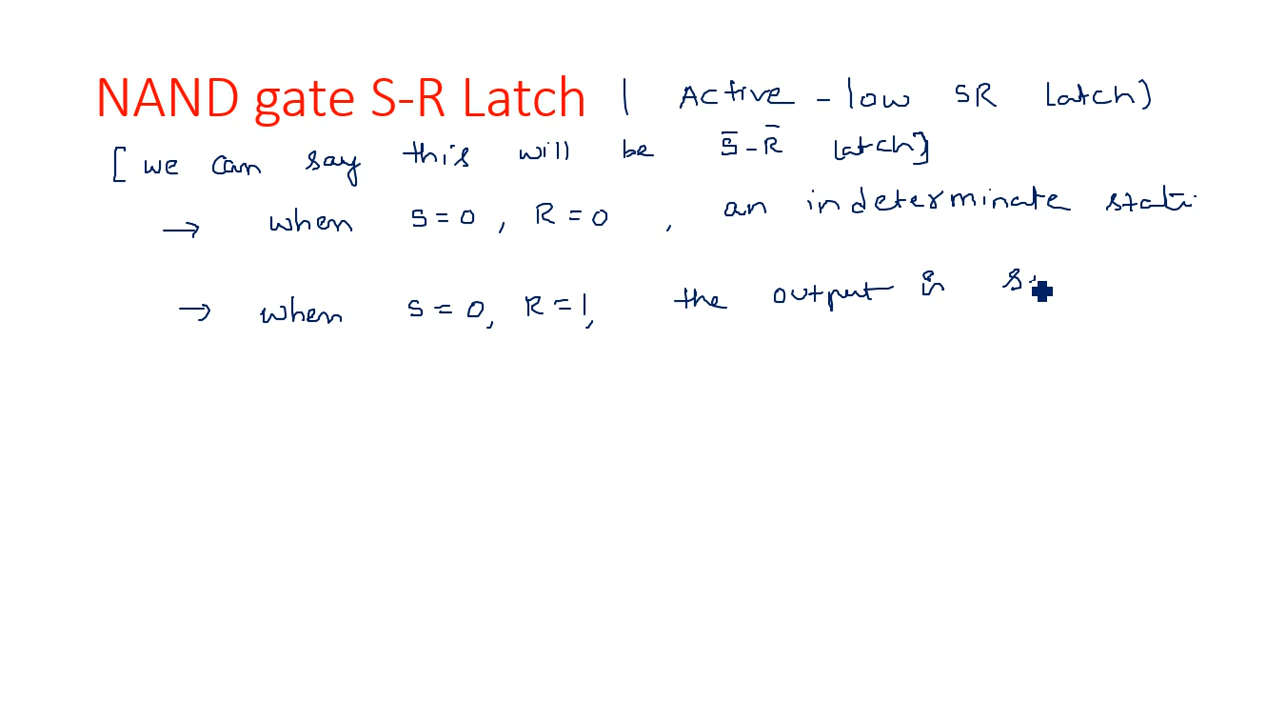 NAND gate S-R Latch ( Active - low SR Latch)
[ we can say this will be S̅ - R̅ Latch]
→ when S = 0 , R = 0 , an indeterminate stat
→ when S = 0, R = 1, the output is s